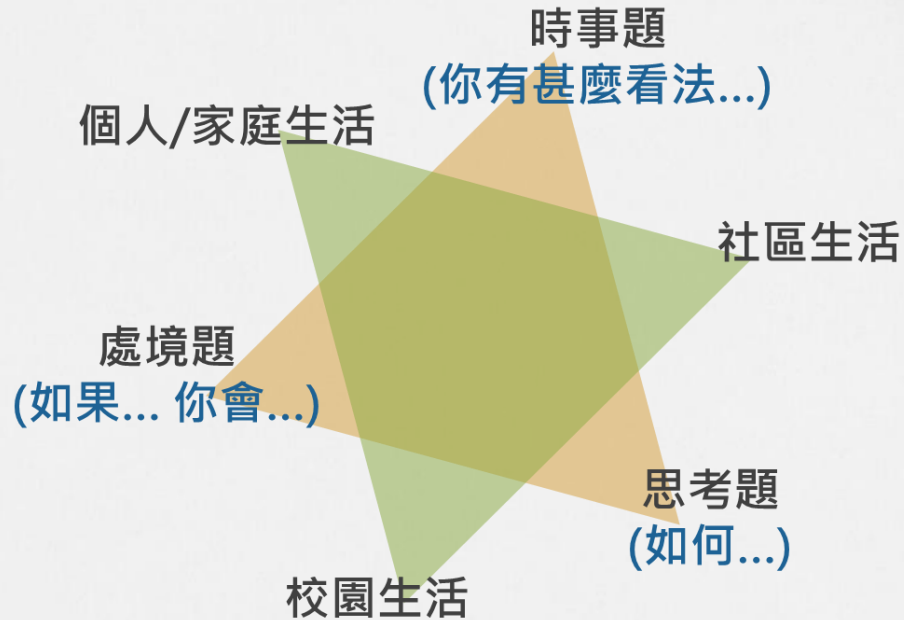 時事題
(你有甚麼看法...)
個人/家庭生活
社區生活
處境題
(如果... 你會...)
思考題
(如何...)
校園生活